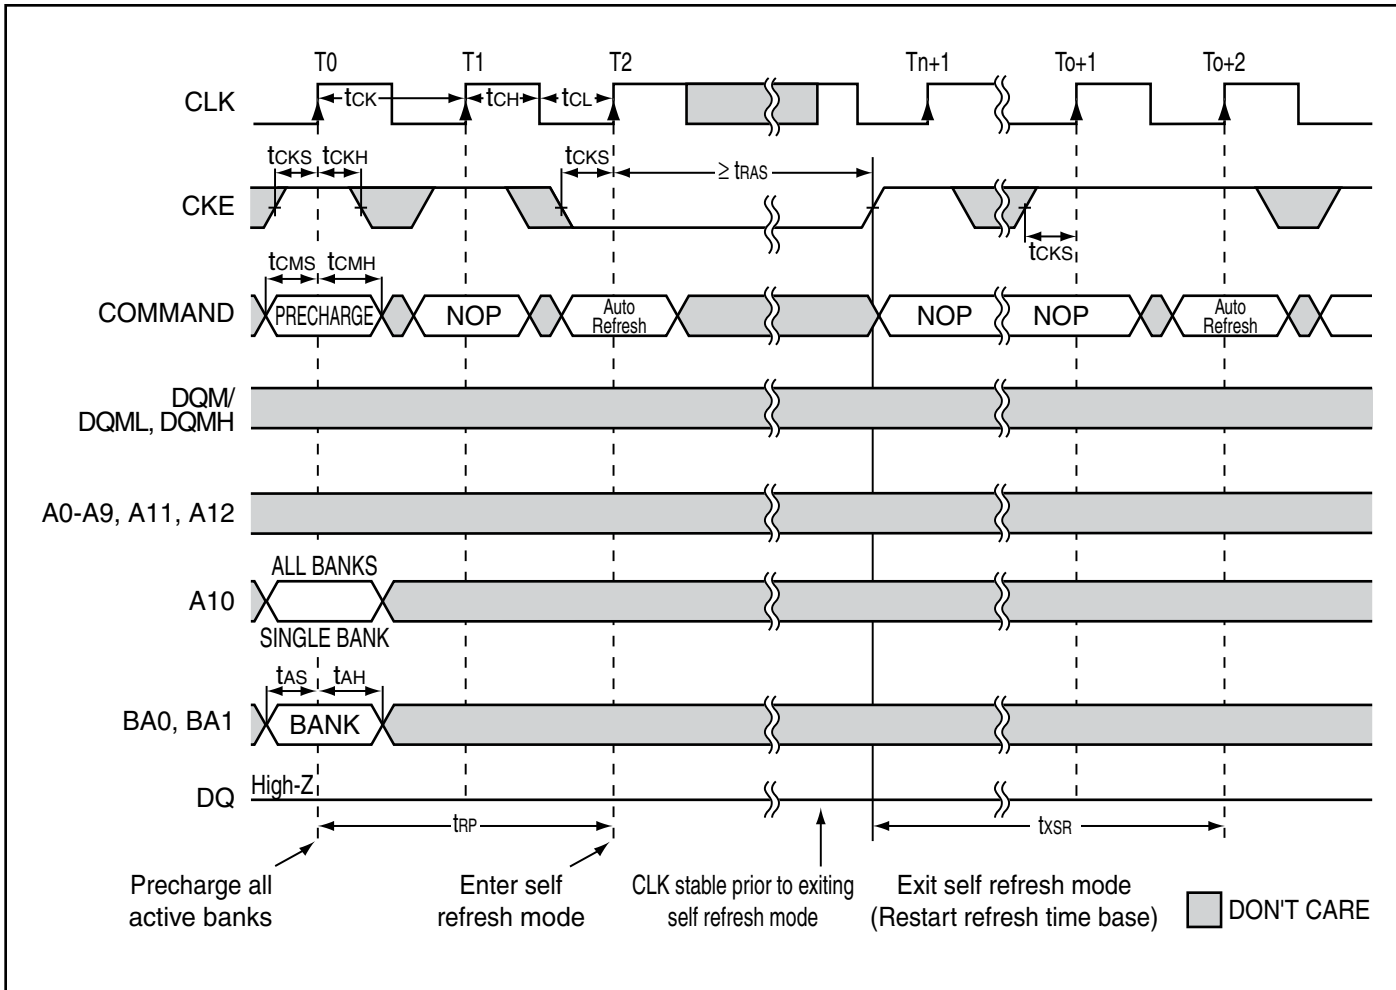 T0 T1 T2 Tn+1 To+1 To+2
CLK
tCK tCH tCL
tCKS tCKH tCKS ≥ tRAS
CKE
tCKS
tCMS tCMH
COMMAND PRECHARGE NOP Auto Refresh NOP NOP Auto Refresh
DQM/
DQML, DQMH
A0-A9, A11, A12
ALL BANKS
A10
SINGLE BANK
tAS tAH
BA0, BA1 BANK
High-Z
DQ
tRP tXSR
Precharge all
active banks
Enter self
refresh mode
CLK stable prior to exiting
self refresh mode
Exit self refresh mode
(Restart refresh time base)
DON'T CARE